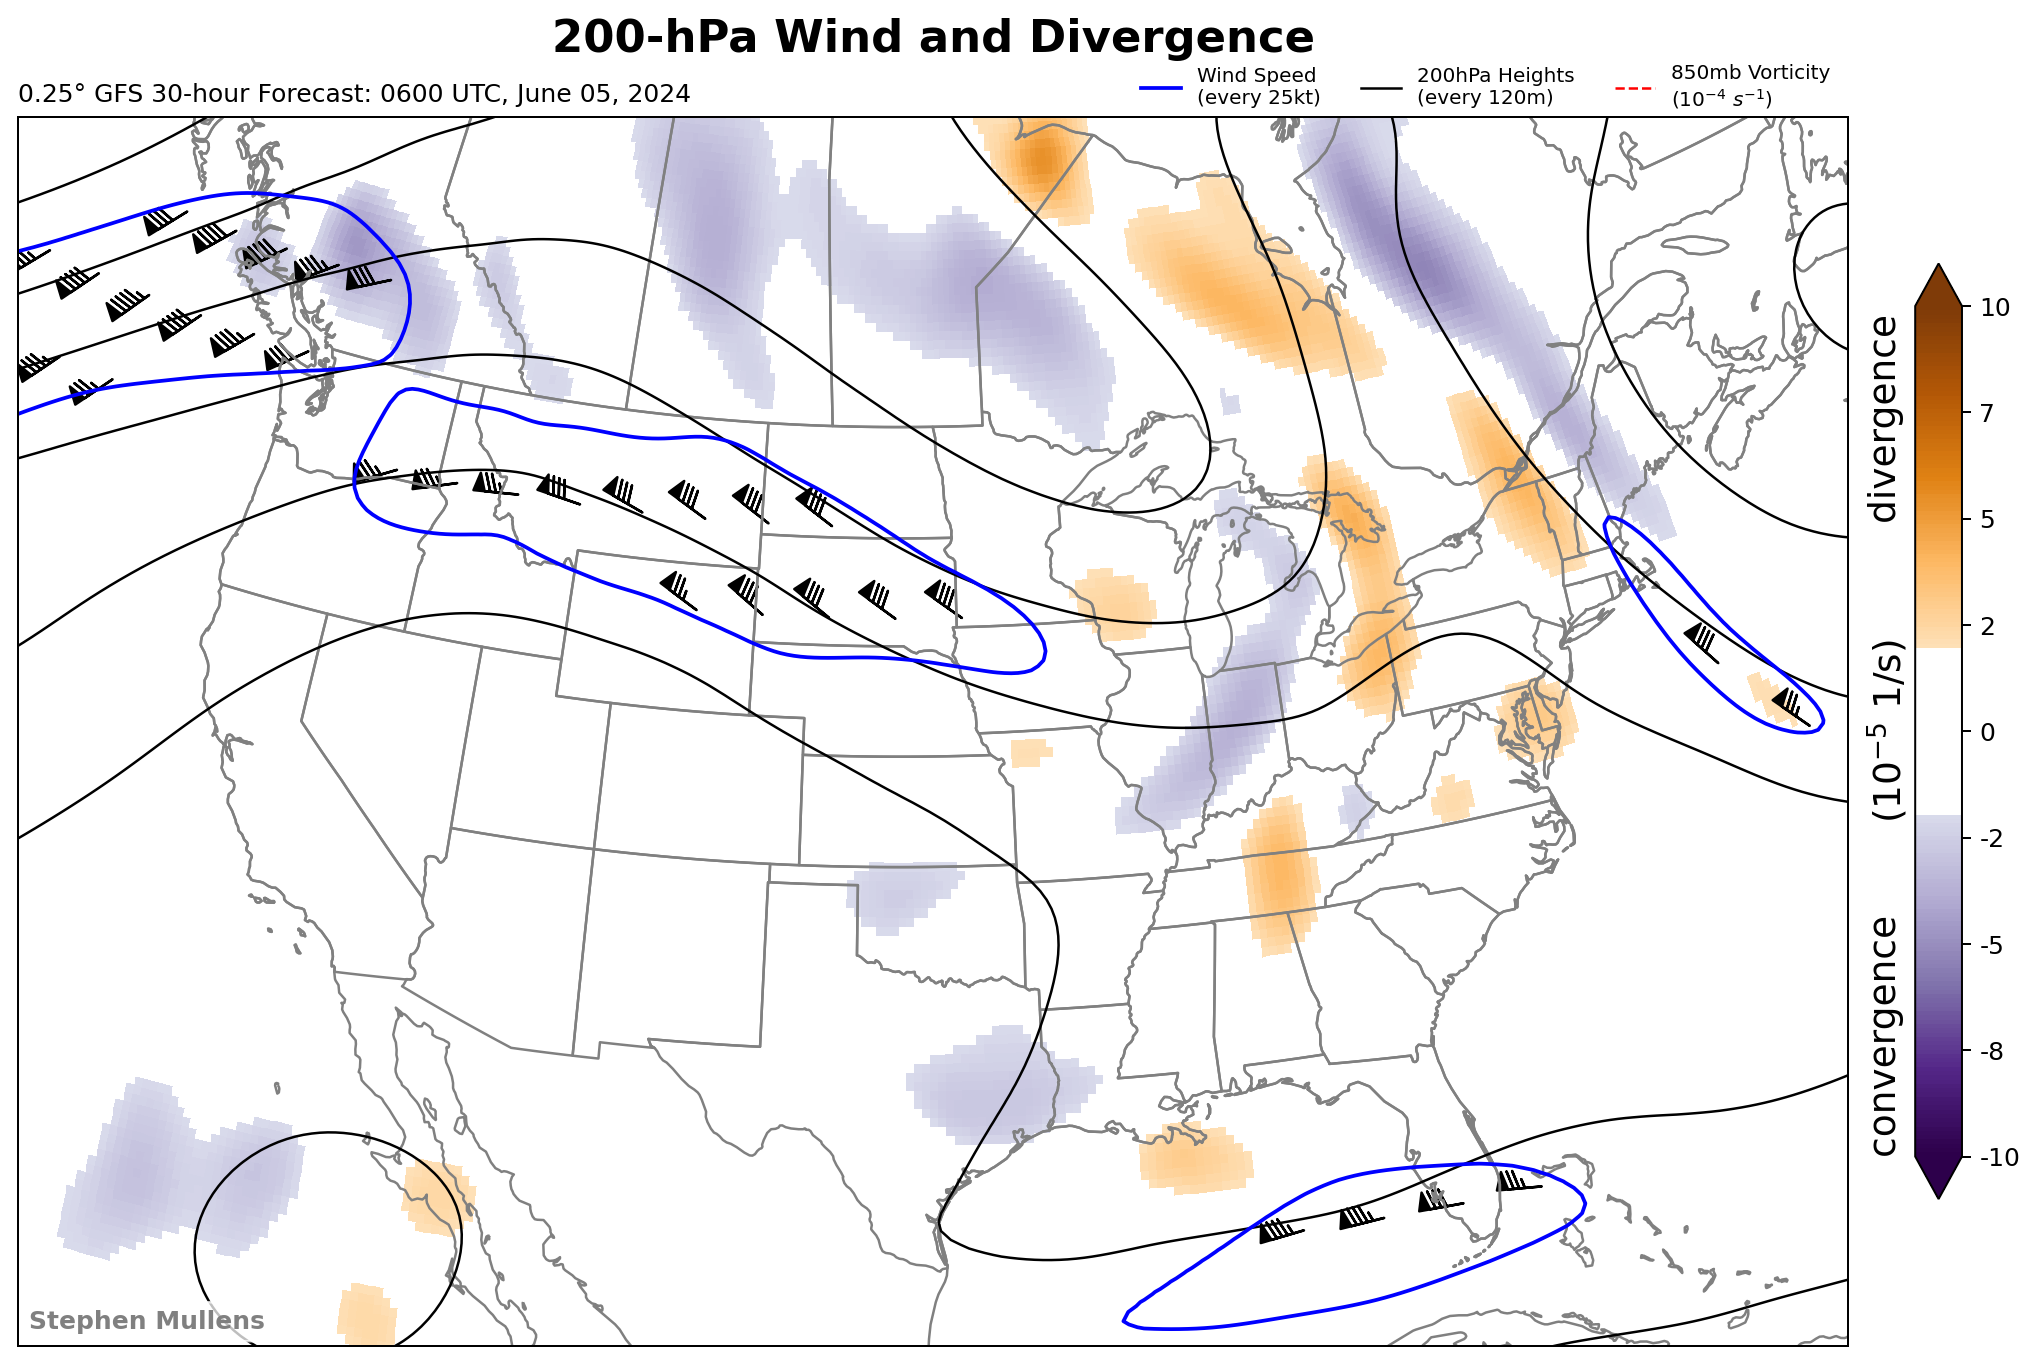 200-hPa Wind and Divergence
0.25° GFS 30-hour Forecast: 0600 UTC, June 05, 2024
Wind Speed
(every 25kt)
200hPa Heights
(every 120m)
850mb Vorticity
(10⁻⁴ s⁻¹)
10
7
5
2
0
-2
-5
-8
-10
convergence (10⁻⁵ 1/s) divergence
Stephen Mullens